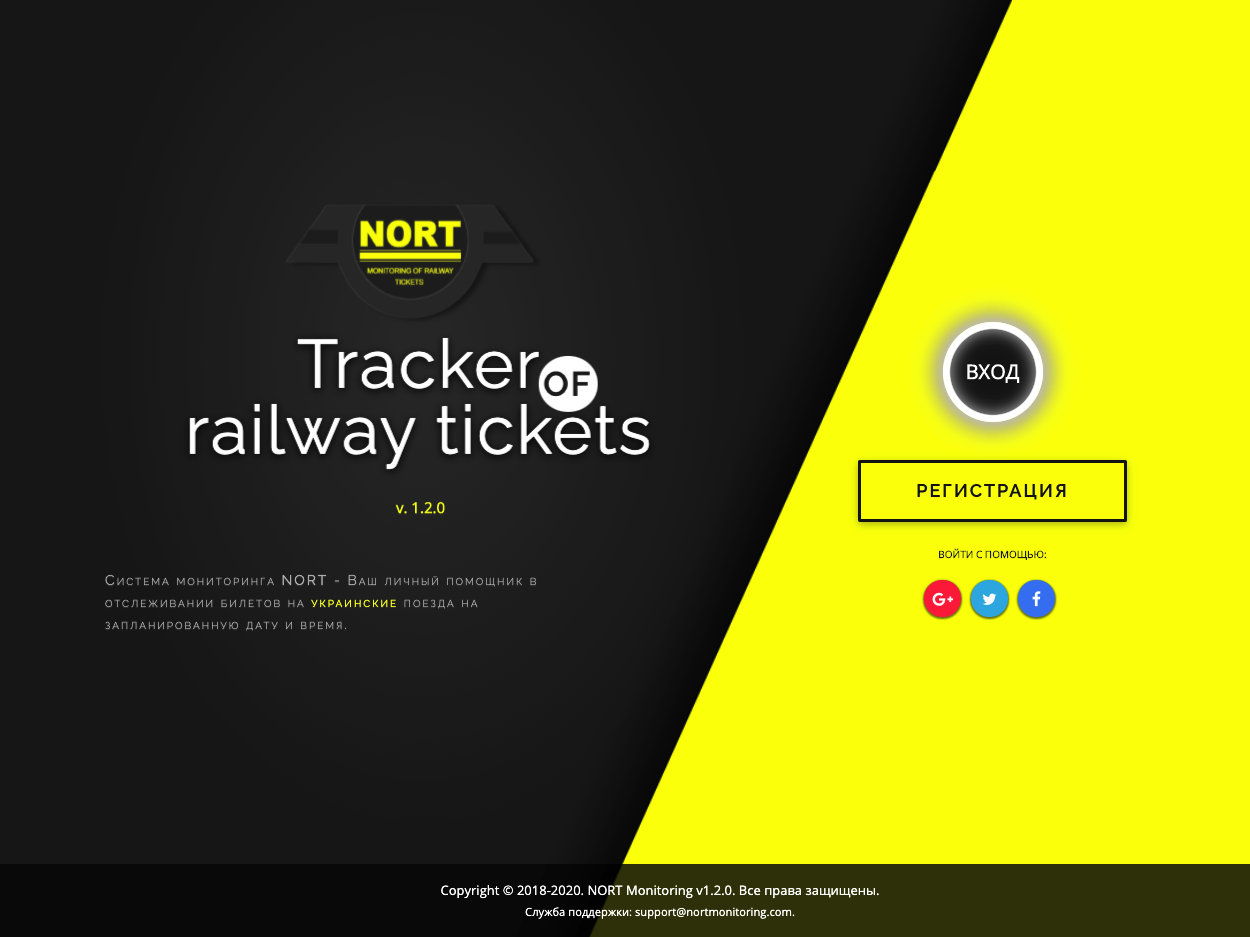 NORT
MONITORING OF RAILWAY
TICKETS
Tracker OF
railway tickets
v. 1.2.0
Система мониторинга NORT - Ваш личный помощник в
отслеживании билетов на украинские поезда на
запланированную дату и время.
ВХОД
РЕГИСТРАЦИЯ
ВОЙТИ С ПОМОЩЬЮ:
G+
f
Copyright © 2018-2020. NORT Monitoring v1.2.0. Все права защищены.
Служба поддержки: support@nortmonitoring.com.